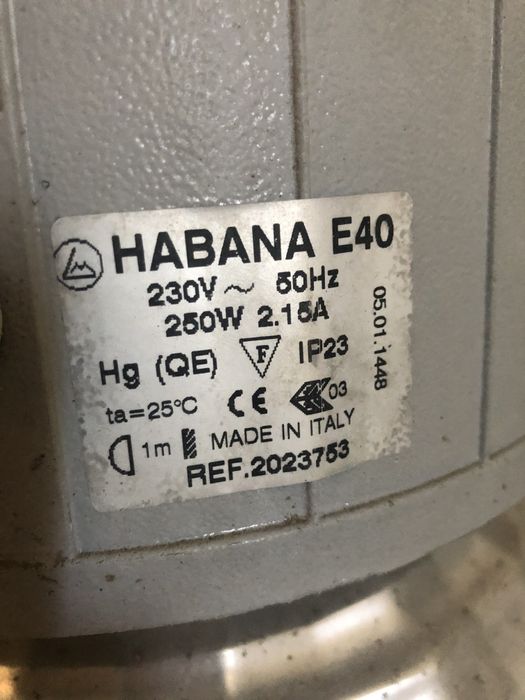 HABANA E40
230V ~ 50Hz
250W 2.15A
Hg (QE) F IP23
ta=25°C CE 03
1m MADE IN ITALY
REF.2023753
05.01.1448